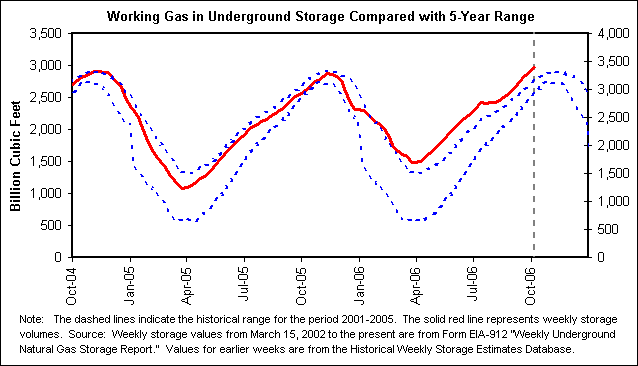 Working Gas in Underground Storage Compared with 5-Year Range
Billion Cubic Feet
3,500
3,000
2,500
2,000
1,500
1,000
500
0
4,000
3,500
3,000
2,500
2,000
1,500
1,000
500
0
Oct-04
Jan-05
Apr-05
Jul-05
Oct-05
Jan-06
Apr-06
Jul-06
Oct-06
Note: The dashed lines indicate the historical range for the period 2001-2005. The solid red line represents weekly storage
volumes. Source: Weekly storage values from March 15, 2002 to the present are from Form EIA-912 "Weekly Underground
Natural Gas Storage Report." Values for earlier weeks are from the Historical Weekly Storage Estimates Database.